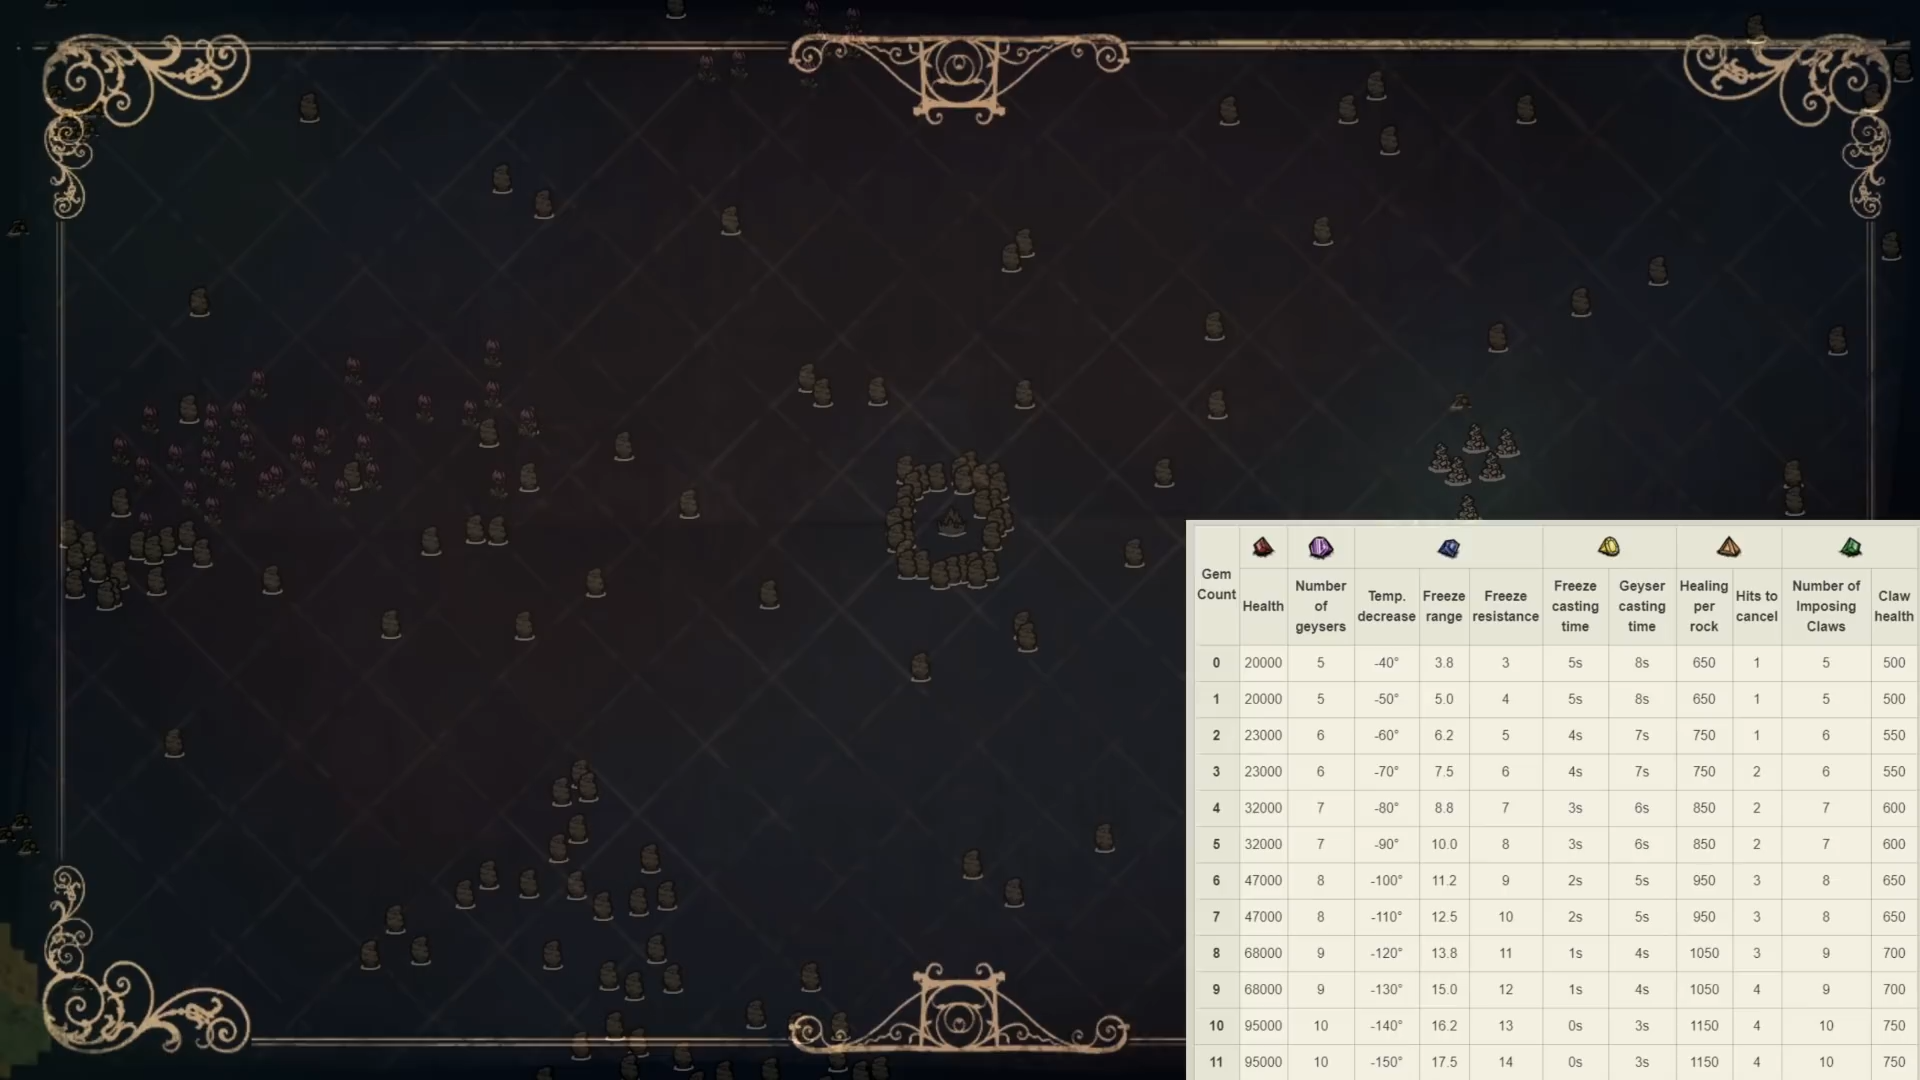 Gem Count Health Number of geysers Temp. decrease Freeze range Freeze resistance Freeze casting time Geyser casting time Healing per rock Hits to cancel Number of Imposing Claws Claw health
0 20000 5 -40° 3.8 3 5s 8s 650 1 5 500
1 20000 5 -50° 5.0 4 5s 8s 650 1 5 500
2 23000 6 -60° 6.2 5 4s 7s 750 1 6 550
3 23000 6 -70° 7.5 6 4s 7s 750 2 6 550
4 32000 7 -80° 8.8 7 3s 6s 850 2 7 600
5 32000 7 -90° 10.0 8 3s 6s 850 2 7 600
6 47000 8 -100° 11.2 9 2s 5s 950 3 8 650
7 47000 8 -110° 12.5 10 2s 5s 950 3 8 650
8 68000 9 -120° 13.8 11 1s 4s 1050 3 9 700
9 68000 9 -130° 15.0 12 1s 4s 1050 4 9 700
10 95000 10 -140° 16.2 13 0s 3s 1150 4 10 750
11 95000 10 -150° 17.5 14 0s 3s 1150 4 10 750